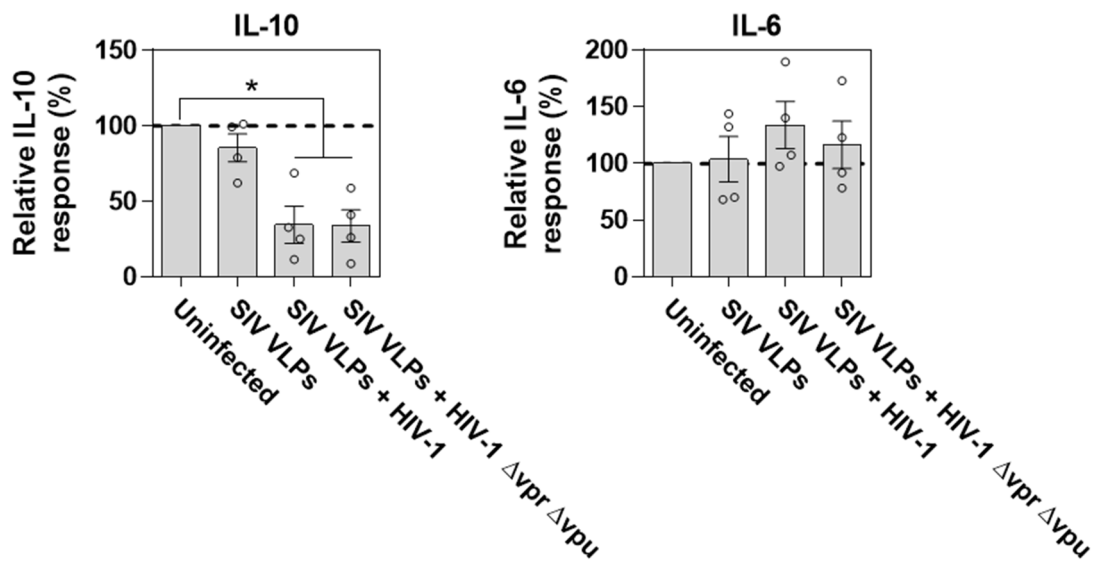 IL-10
Relative IL-10
response (%)
150
100
50
0
*
Uninfected
SIV VLPs
SIV VLPs + HIV-1
SIV VLPs + HIV-1 Δvpr Δvpu
IL-6
Relative IL-6
response (%)
200
150
100
50
0
Uninfected
SIV VLPs
SIV VLPs + HIV-1
SIV VLPs + HIV-1 Δvpr Δvpu